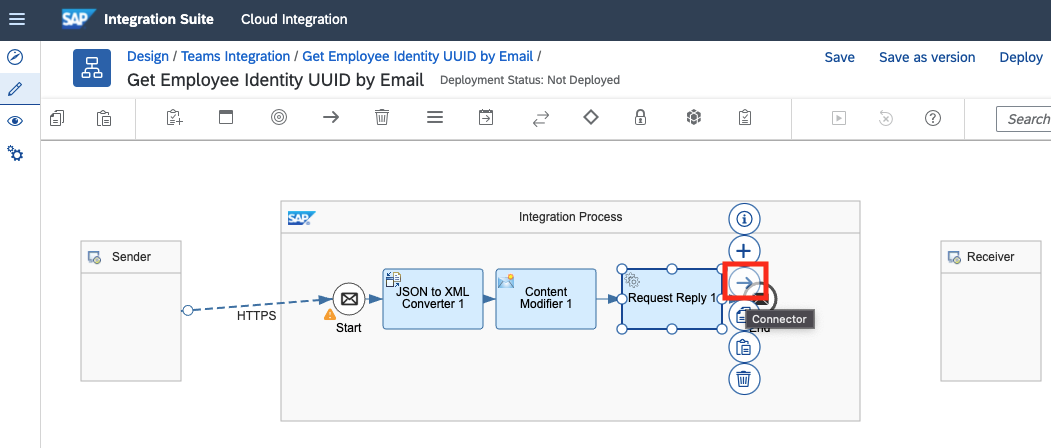 SAP Integration Suite Cloud Integration
Design / Teams Integration / Get Employee Identity UUID by Email /
Get Employee Identity UUID by Email Deployment Status: Not Deployed
Save Save as version Deploy
Search
SAP Integration Process
Sender
Receiver
HTTPS
Start
JSON to XML
Converter 1
Content
Modifier 1
Request Reply 1
Connector
End